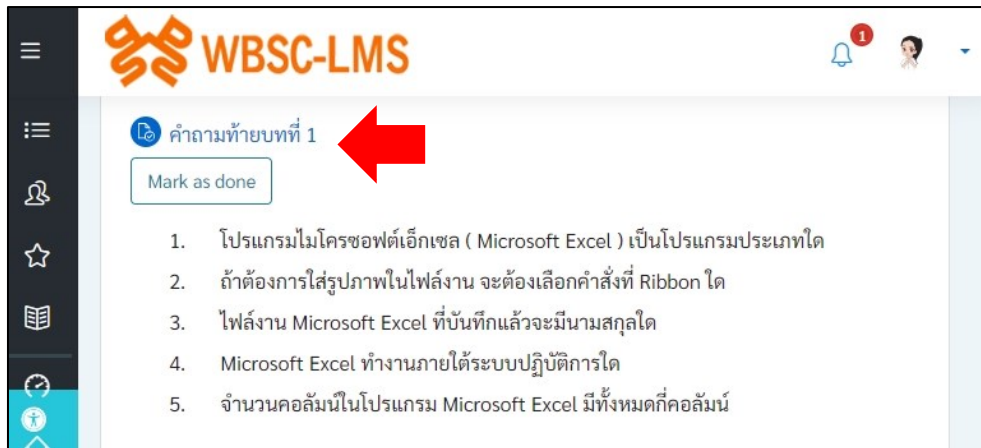 WBSC-LMS
1
คำถามท้ายบทที่ 1
Mark as done
1. โปรแกรมไมโครซอฟต์เอ็กเซล ( Microsoft Excel ) เป็นโปรแกรมประเภทใด
2. ถ้าต้องการใส่รูปภาพในไฟล์งาน จะต้องเลือกคำสั่งที่ Ribbon ใด
3. ไฟล์งาน Microsoft Excel ที่บันทึกแล้วจะมีนามสกุลใด
4. Microsoft Excel ทำงานภายใต้ระบบปฏิบัติการใด
5. จำนวนคอลัมน์ในโปรแกรม Microsoft Excel มีทั้งหมดกี่คอลัมน์